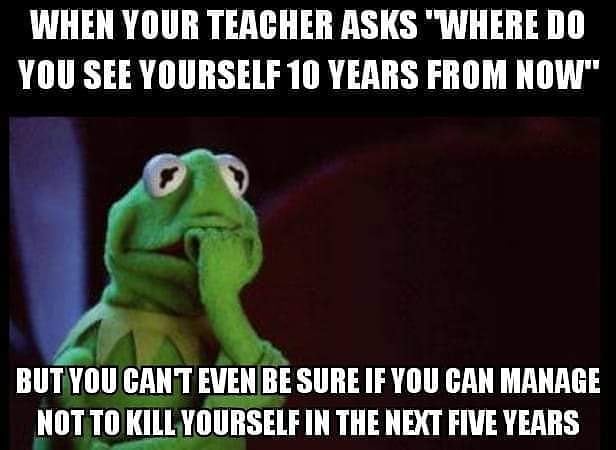 WHEN YOUR TEACHER ASKS "WHERE DO
YOU SEE YOURSELF 10 YEARS FROM NOW"
BUT YOU CAN'T EVEN BE SURE IF YOU CAN MANAGE
NOT TO KILL YOURSELF IN THE NEXT FIVE YEARS